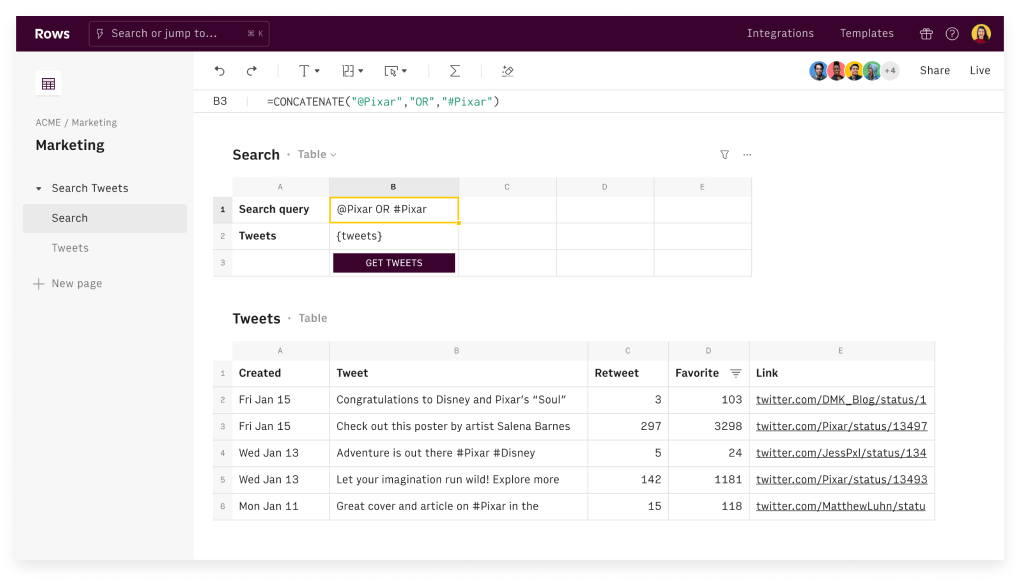 Rows Search or jump to... ⌘ K Integrations Templates
+4 Share Live
B3 =CONCATENATE("@Pixar","OR","#Pixar")
ACME / Marketing
Marketing
Search Tweets
Search
Tweets
New page
Search • Table
A B C D E
1 Search query @Pixar OR #Pixar
2 Tweets {tweets}
3 GET TWEETS
Tweets • Table
A B C D E
1 Created Tweet Retweet Favorite Link
2 Fri Jan 15 Congratulations to Disney and Pixar’s “Soul” 3 103 twitter.com/DMK_Blog/status/1
3 Fri Jan 15 Check out this poster by artist Salena Barnes 297 3298 twitter.com/Pixar/status/13497
4 Wed Jan 13 Adventure is out there #Pixar #Disney 5 24 twitter.com/JessPxl/status/134
5 Wed Jan 13 Let your imagination run wild! Explore more 142 1181 twitter.com/Pixar/status/13493
6 Mon Jan 11 Great cover and article on #Pixar in the 15 118 twitter.com/MatthewLuhn/statu